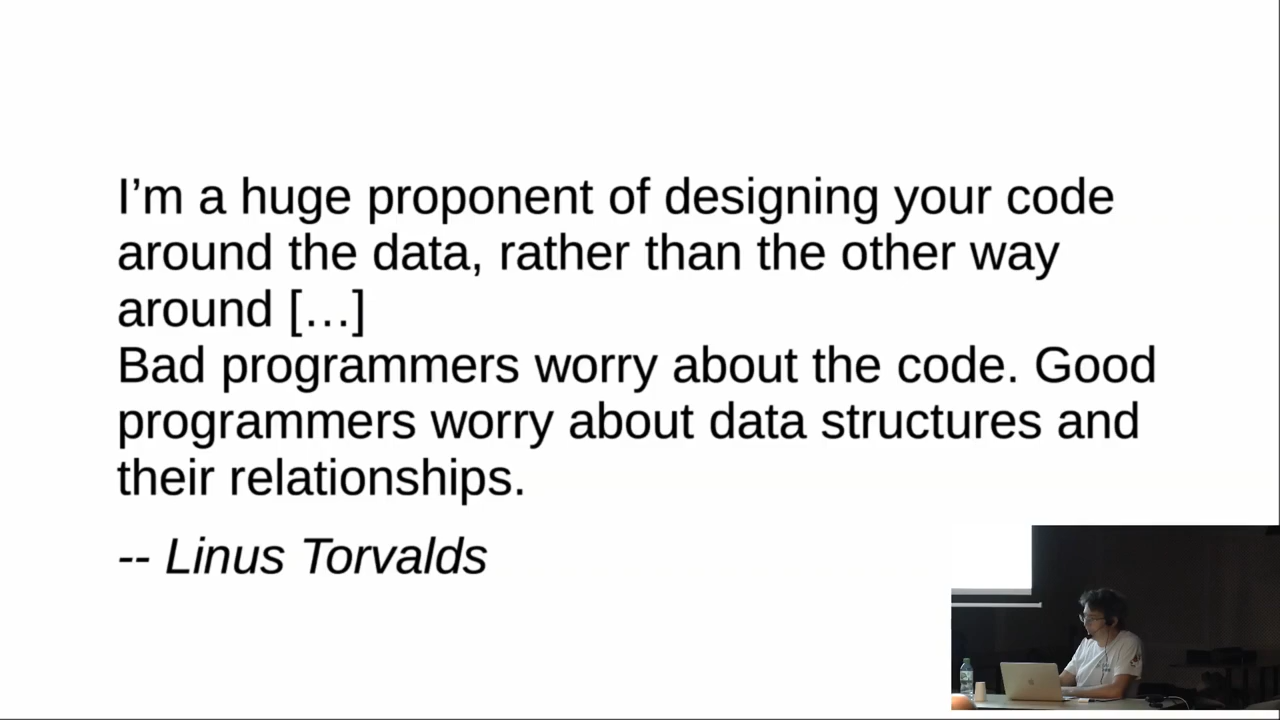 I’m a huge proponent of designing your code
around the data, rather than the other way
around […]
Bad programmers worry about the code. Good
programmers worry about data structures and
their relationships.
-- Linus Torvalds